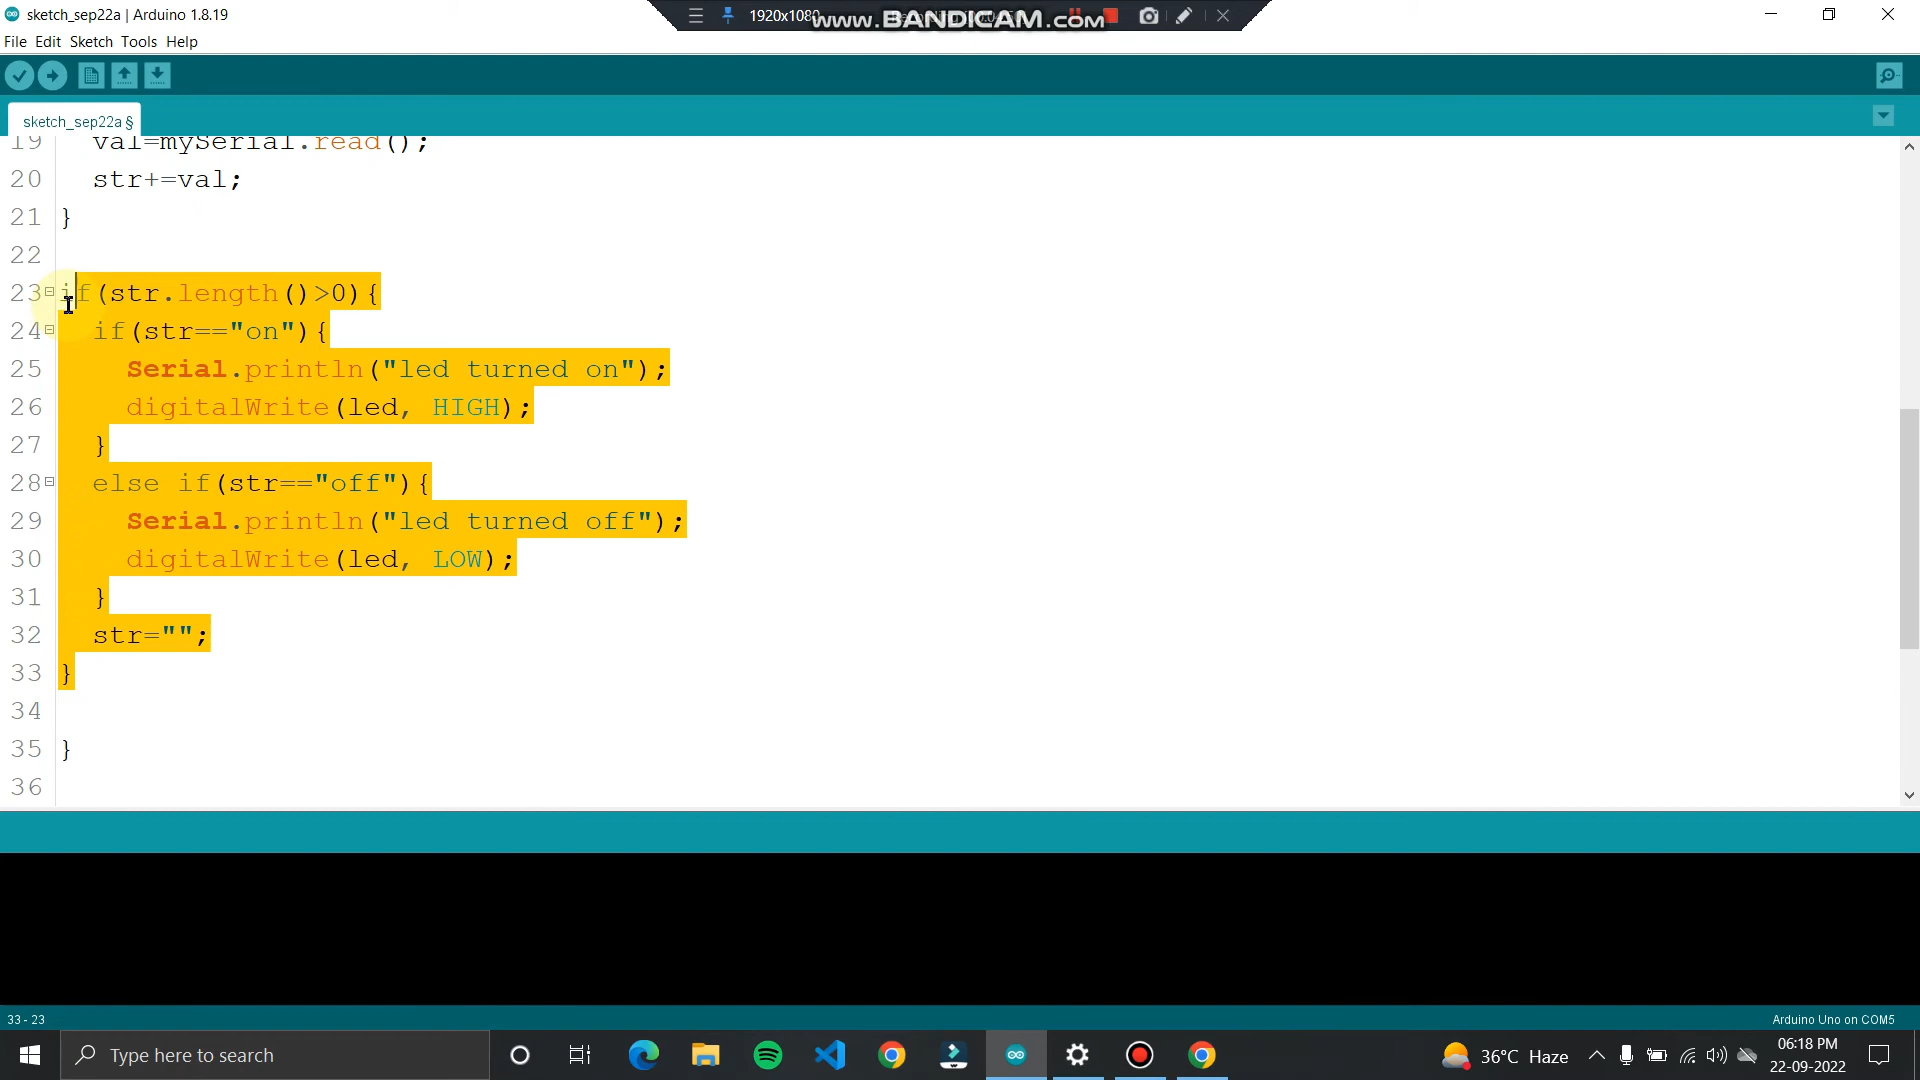 sketch_sep22a | Arduino 1.8.19
1920x1080
www.BANDICAM.com
File Edit Sketch Tools Help
sketch_sep22a §
19 val=mySerial.read();
20 str+=val;
21 }
22
23 if(str.length()>0){
24 if(str=="on"){
25 Serial.println("led turned on");
26 digitalWrite(led, HIGH);
27 }
28 else if(str=="off"){
29 Serial.println("led turned off");
30 digitalWrite(led, LOW);
31 }
32 str="";
33 }
34
35 }
36
33 - 23
Arduino Uno on COM5
Type here to search
36°C Haze
06:18 PM
22-09-2022